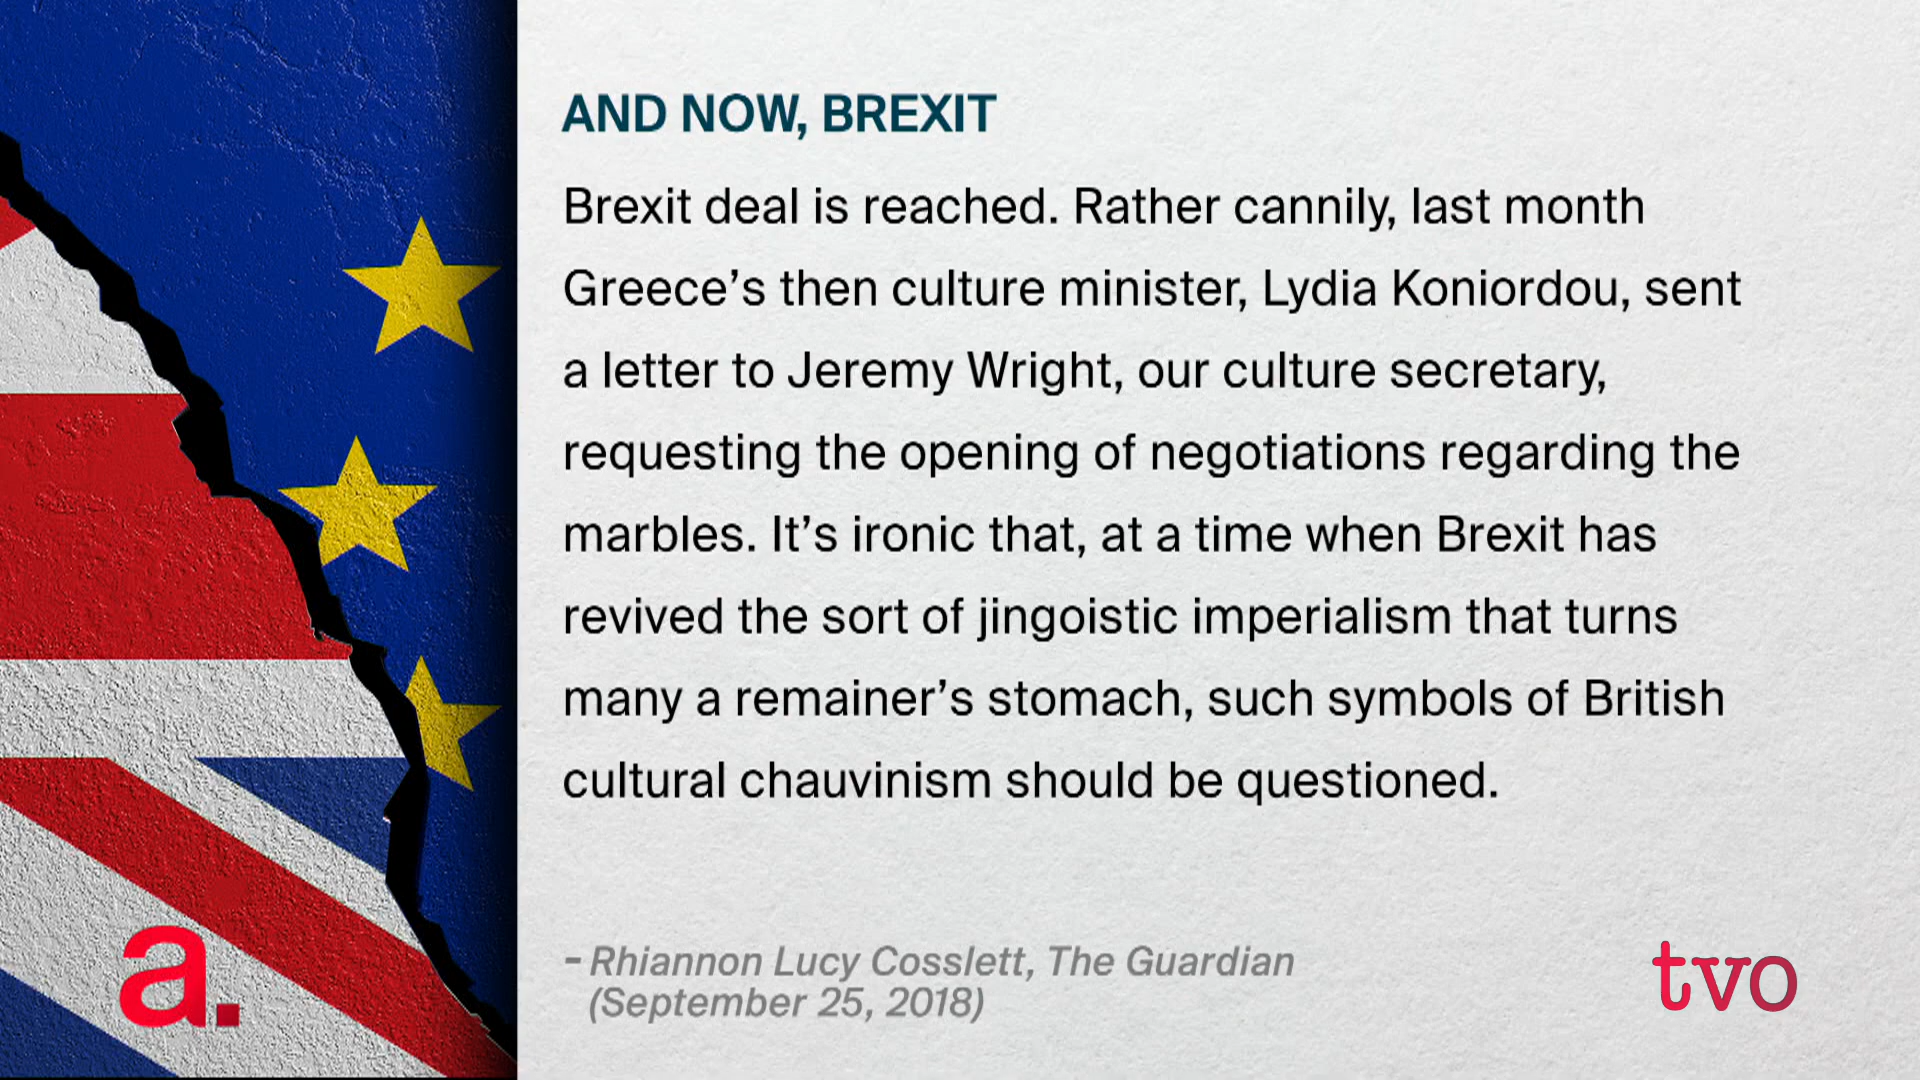 AND NOW, BREXIT
Brexit deal is reached. Rather cannily, last month
Greece’s then culture minister, Lydia Koniordou, sent
a letter to Jeremy Wright, our culture secretary,
requesting the opening of negotiations regarding the
marbles. It’s ironic that, at a time when Brexit has
revived the sort of jingoistic imperialism that turns
many a remainer’s stomach, such symbols of British
cultural chauvinism should be questioned.
- Rhiannon Lucy Cosslett, The Guardian
(September 25, 2018)
a.
tvo